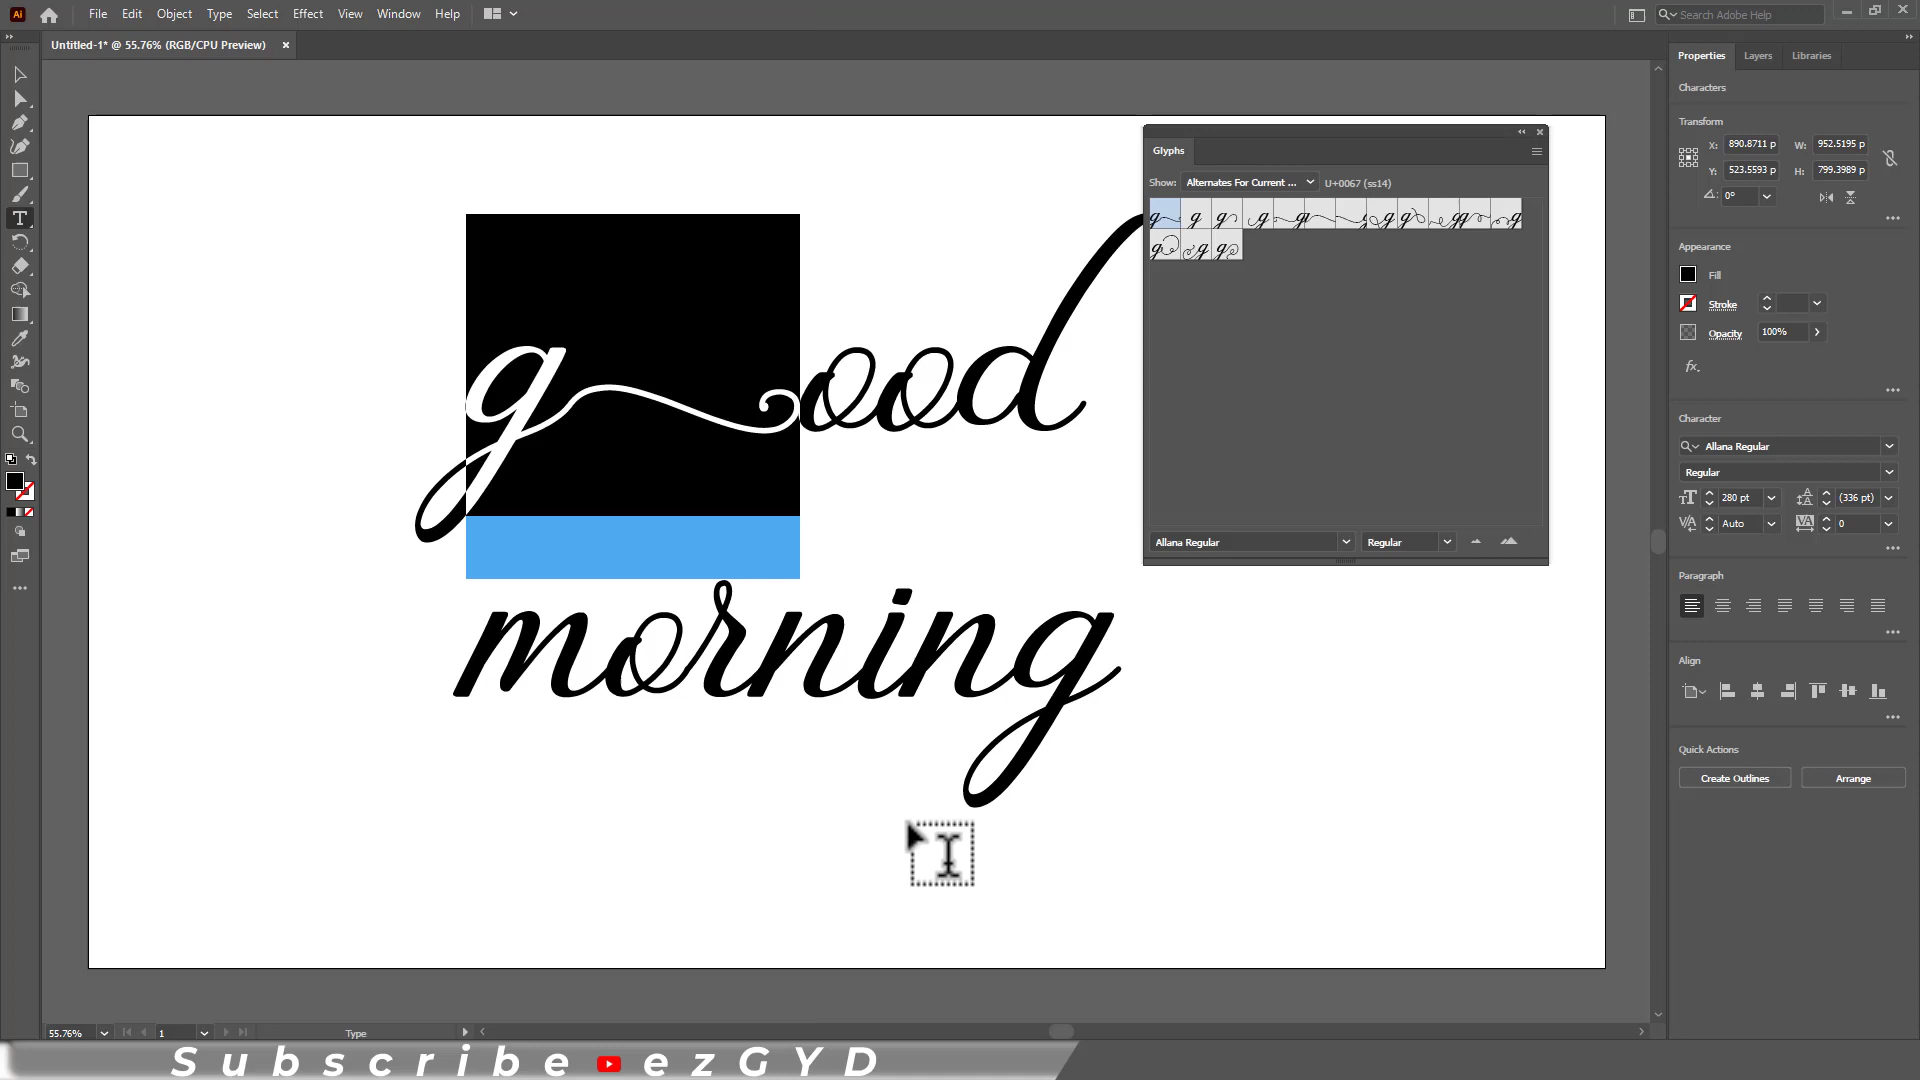 Ai File Edit Object Type Select Effect View Window Help
Search Adobe Help
Untitled-1* @ 55.76% (RGB/CPU Preview)
Properties Layers Libraries
Characters
Transform
X: 890.8711 p W: 952.5195 p
Y: 523.5593 p H: 799.3989 p
0°
Appearance
Fill
Stroke
Opacity 100%
fx.
Character
Allana Regular
Regular
280 pt (336 pt)
Auto 0
Paragraph
Align
Quick Actions
Create Outlines Arrange
Glyphs
Show: Alternates For Current ... U+0067 (ss14)
Allana Regular Regular
good
morning
55.76% 1 Type
Subscribe ezGYD